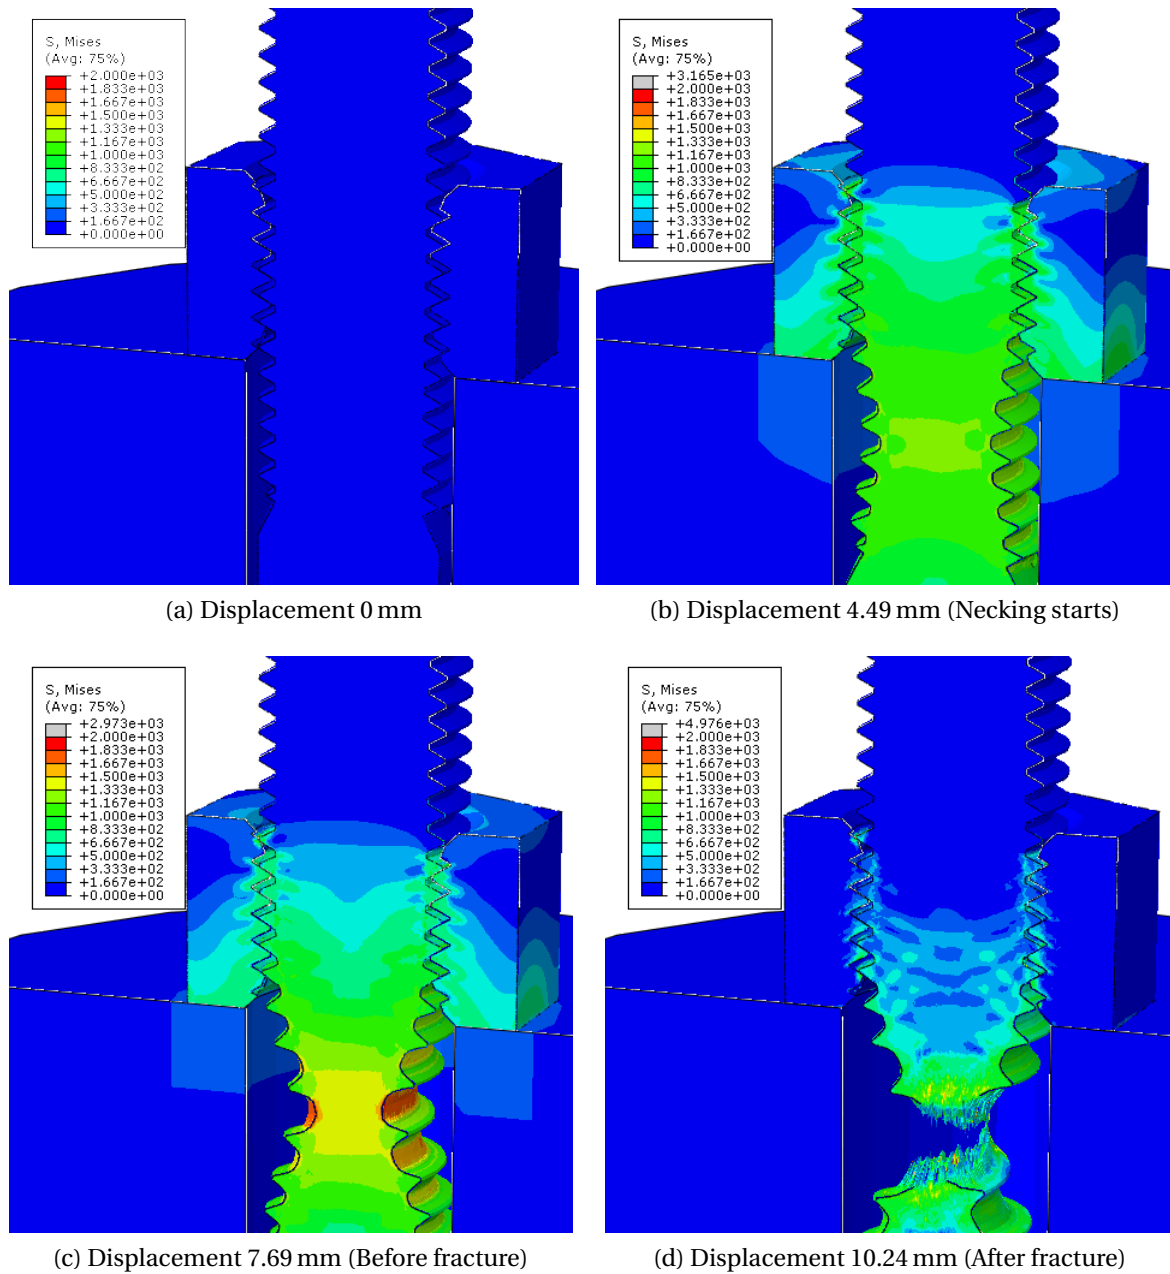 S, Mises
(Avg: 75%)
+2.000e+03
+1.833e+03
+1.667e+03
+1.500e+03
+1.333e+03
+1.167e+03
+1.000e+03
+8.333e+02
+6.667e+02
+5.000e+02
+3.333e+02
+1.667e+02
+0.000e+00
(a) Displacement 0 mm
S, Mises
(Avg: 75%)
+3.165e+03
+2.000e+03
+1.833e+03
+1.667e+03
+1.500e+03
+1.333e+03
+1.167e+03
+1.000e+03
+8.333e+02
+6.667e+02
+5.000e+02
+3.333e+02
+1.667e+02
+0.000e+00
(b) Displacement 4.49 mm (Necking starts)
S, Mises
(Avg: 75%)
+2.973e+03
+2.000e+03
+1.833e+03
+1.667e+03
+1.500e+03
+1.333e+03
+1.167e+03
+1.000e+03
+8.333e+02
+6.667e+02
+5.000e+02
+3.333e+02
+1.667e+02
+0.000e+00
(c) Displacement 7.69 mm (Before fracture)
S, Mises
(Avg: 75%)
+4.976e+03
+2.000e+03
+1.833e+03
+1.667e+03
+1.500e+03
+1.333e+03
+1.167e+03
+1.000e+03
+8.333e+02
+6.667e+02
+5.000e+02
+3.333e+02
+1.667e+02
+0.000e+00
(d) Displacement 10.24 mm (After fracture)